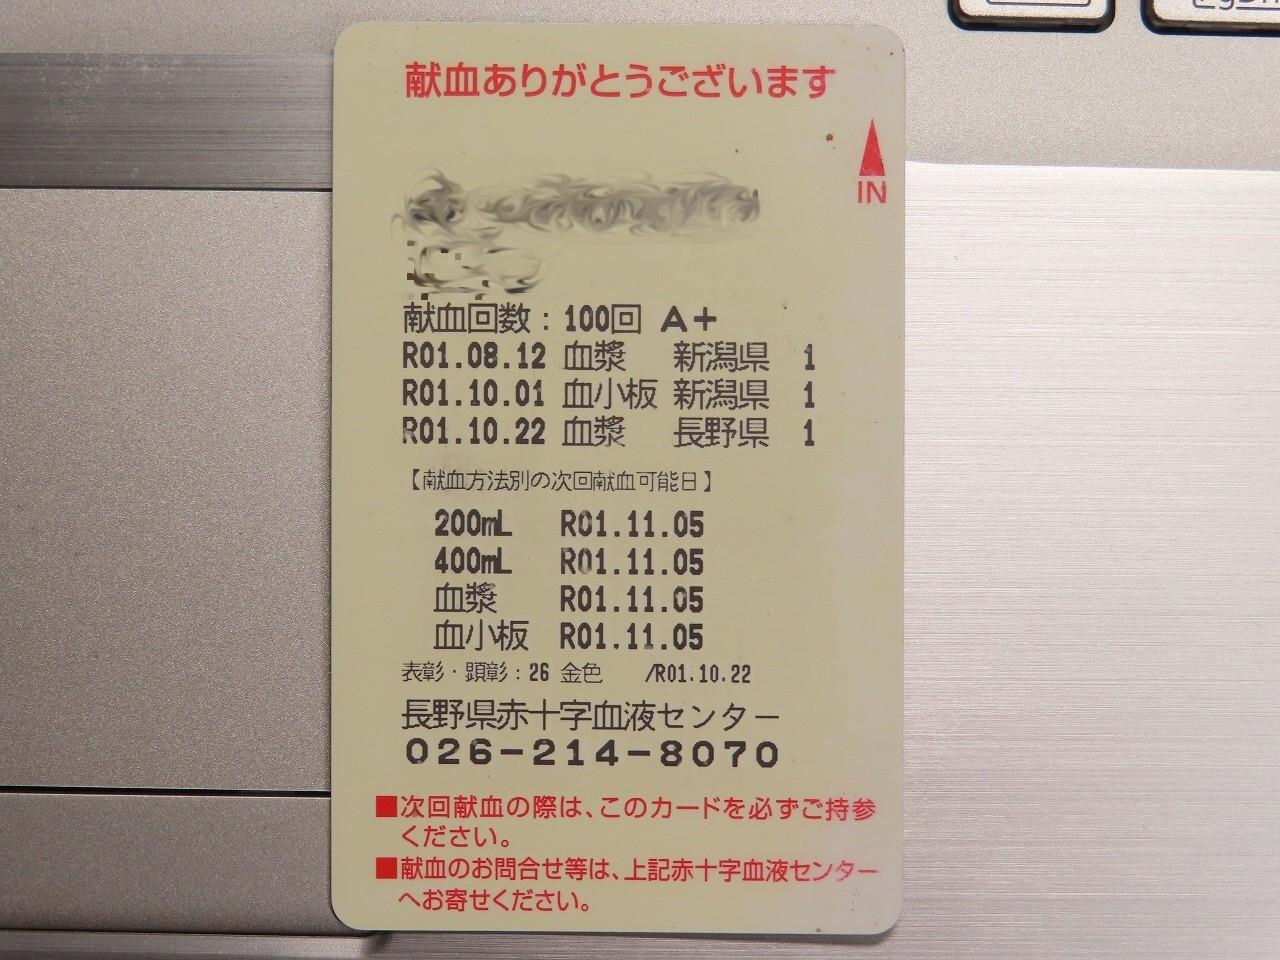 献血ありがとうございます
IN
献血回数：100回 A＋
R01.08.12 血漿 新潟県 1
R01.10.01 血小板 新潟県 1
R01.10.22 血漿 長野県 1
【献血方法別の次回献血可能日】
200mL R01.11.05
400mL R01.11.05
血漿 R01.11.05
血小板 R01.11.05
表彰・顕彰：26 金色 /R01.10.22
長野県赤十字血液センター
026-214-8070
■次回献血の際は、このカードを必ずご持参
ください。
■献血のお問合せ等は、上記赤十字血液センター
へお寄せください。